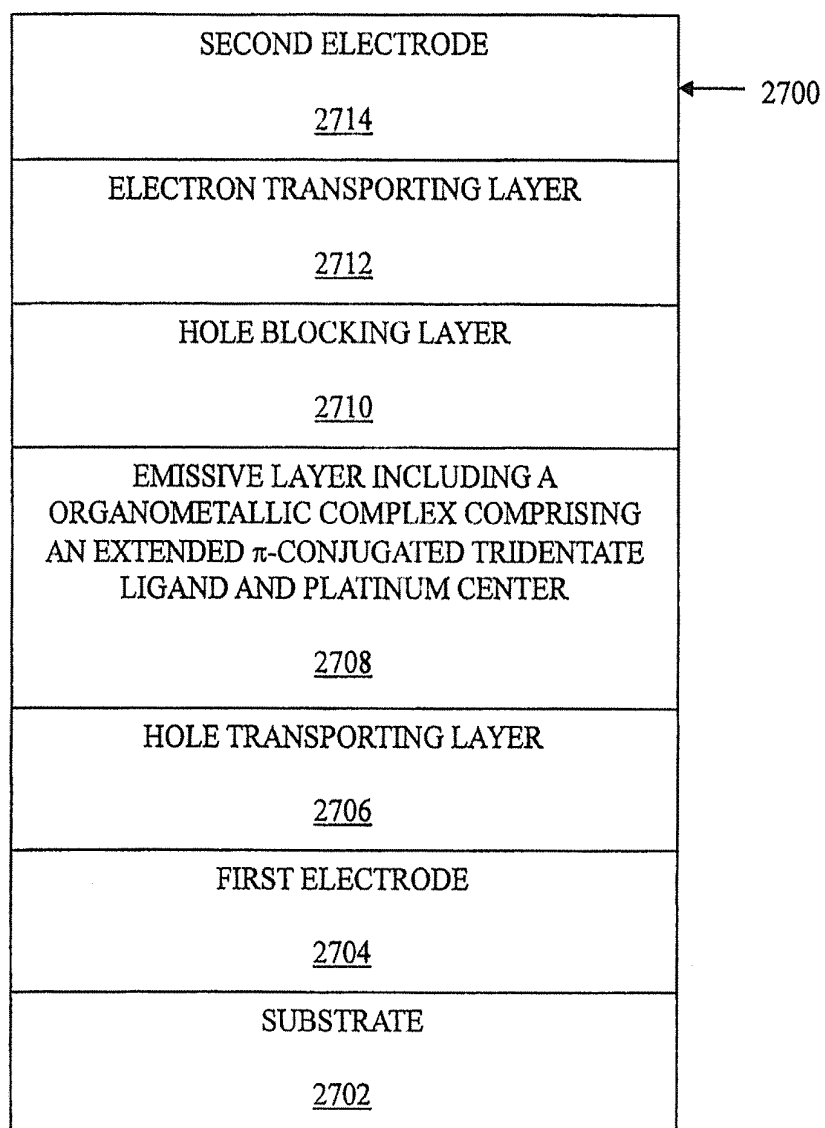 SECOND ELECTRODE
2714
2700
ELECTRON TRANSPORTING LAYER
2712
HOLE BLOCKING LAYER
2710
EMISSIVE LAYER INCLUDING A
ORGANOMETALLIC COMPLEX COMPRISING
AN EXTENDED π-CONJUGATED TRIDENTATE
LIGAND AND PLATINUM CENTER
2708
HOLE TRANSPORTING LAYER
2706
FIRST ELECTRODE
2704
SUBSTRATE
2702